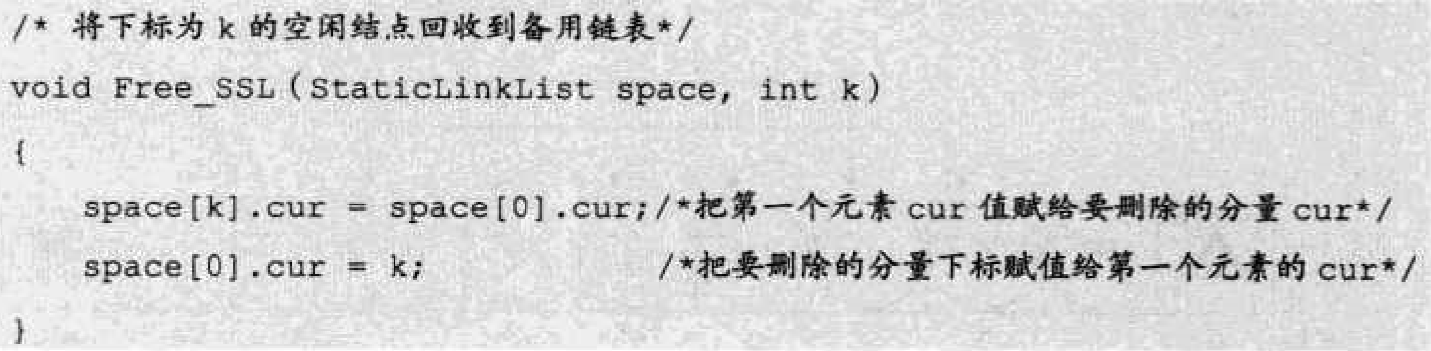 /* 将下标为 k 的空闲结点回收到备用链表*/
void Free_SSL(StaticLinkList space, int k)
{
space[k].cur = space[0].cur;/*把第一个元素 cur 值赋给要删除的分量 cur*/
space[0].cur = k; /*把要删除的分量下标赋值给第一个元素的 cur*/
}